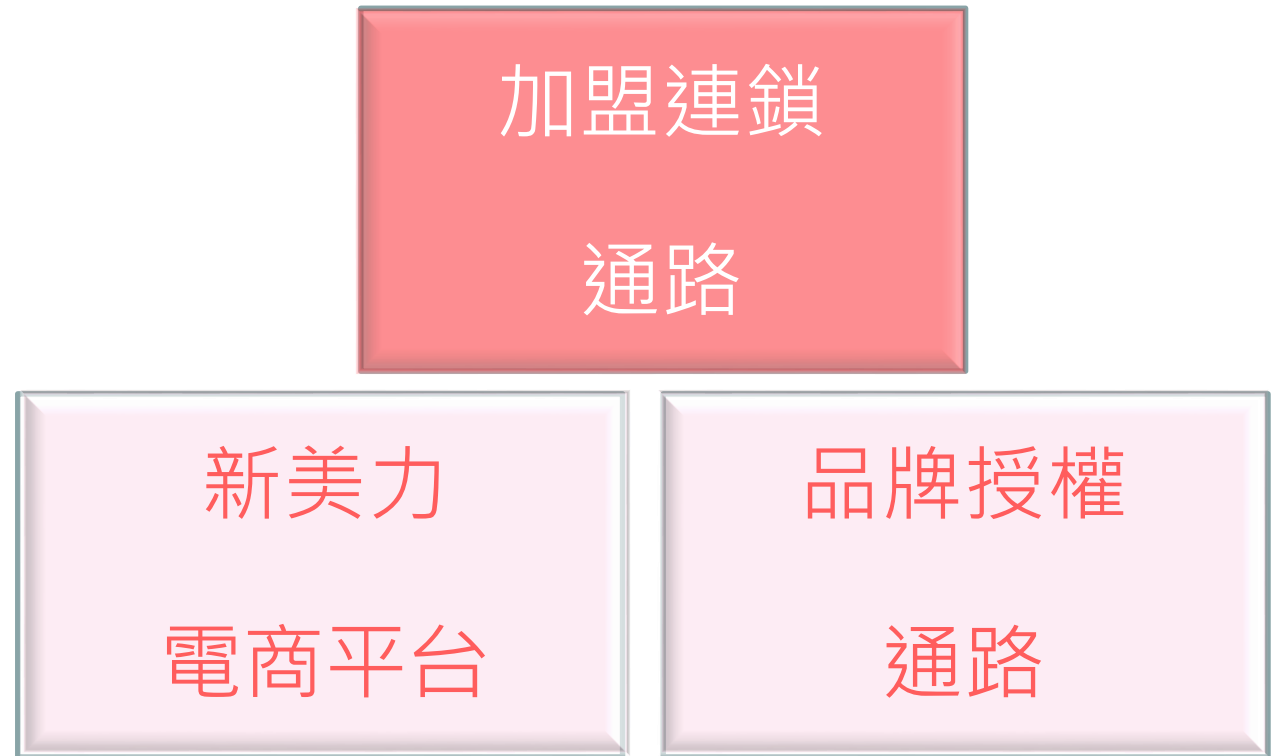 加盟連鎖
通路
新美力
電商平台
品牌授權
通路